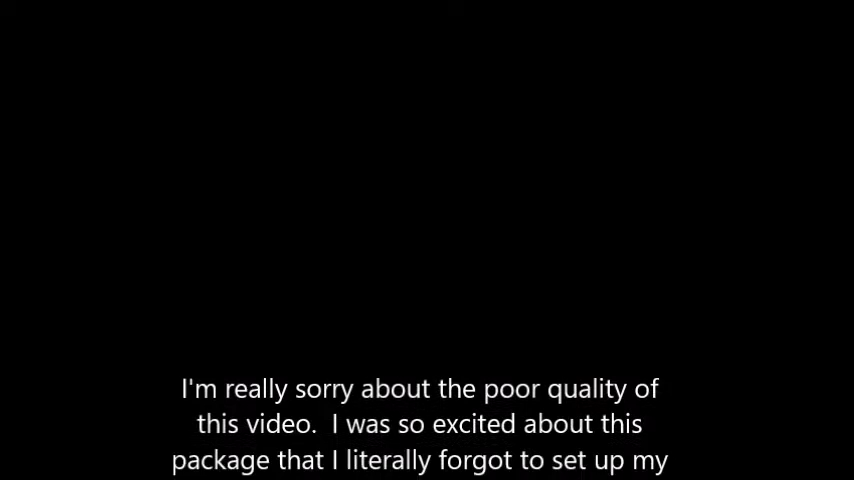 I'm really sorry about the poor quality of
this video.  I was so excited about this
package that I literally forgot to set up my